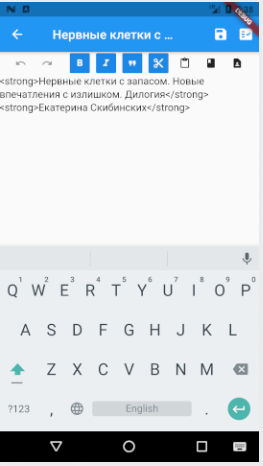 DEBUG
Нервные клетки с ...
B I
<strong>Нервные клетки с запасом. Новые
впечатления с излишком. Дилогия</strong>
<strong>Екатерина Скибинских</strong>
1 2 3 4 5 6 7 8 9 0
Q W E R T Y U I O P
A S D F G H J K L
Z X C V B N M
?123 , English .